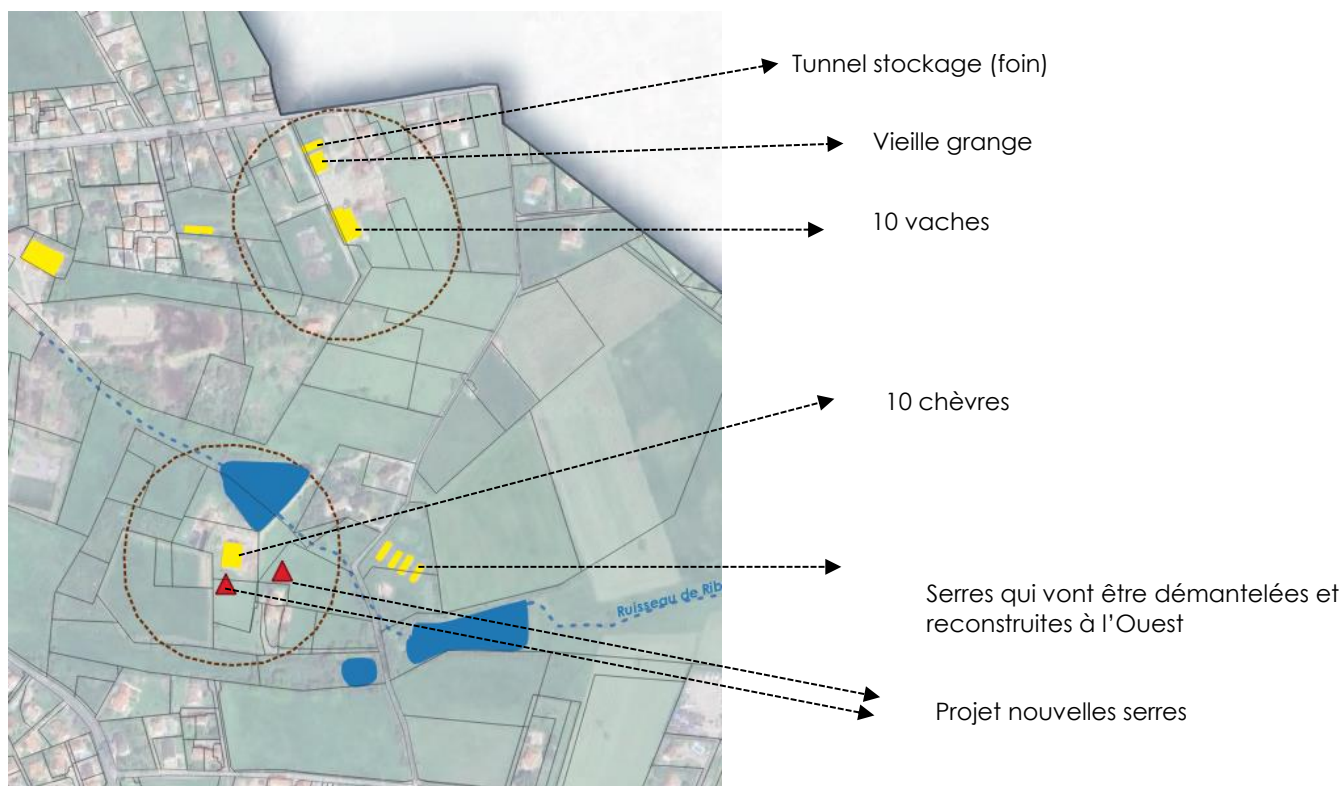 Tunnel stockage (foin)
Vieille grange
10 vaches
10 chèvres
Ruisseau de Rib
Serres qui vont être démantelées et
reconstruites à l'Ouest
Projet nouvelles serres